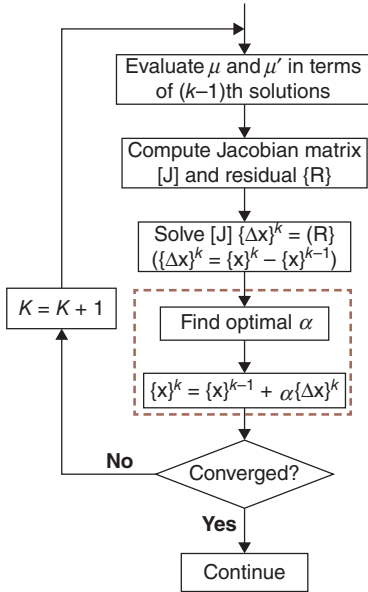 Evaluate μ and μ′ in terms
of (k–1)th solutions
Compute Jacobian matrix
[J] and residual {R}
Solve [J] {Δx}ᵏ = (R}
({Δx}ᵏ = {x}ᵏ – {x}ᵏ⁻¹)
K = K + 1
Find optimal α
{x}ᵏ = {x}ᵏ⁻¹ + α{Δx}ᵏ
No
Converged?
Yes
Continue